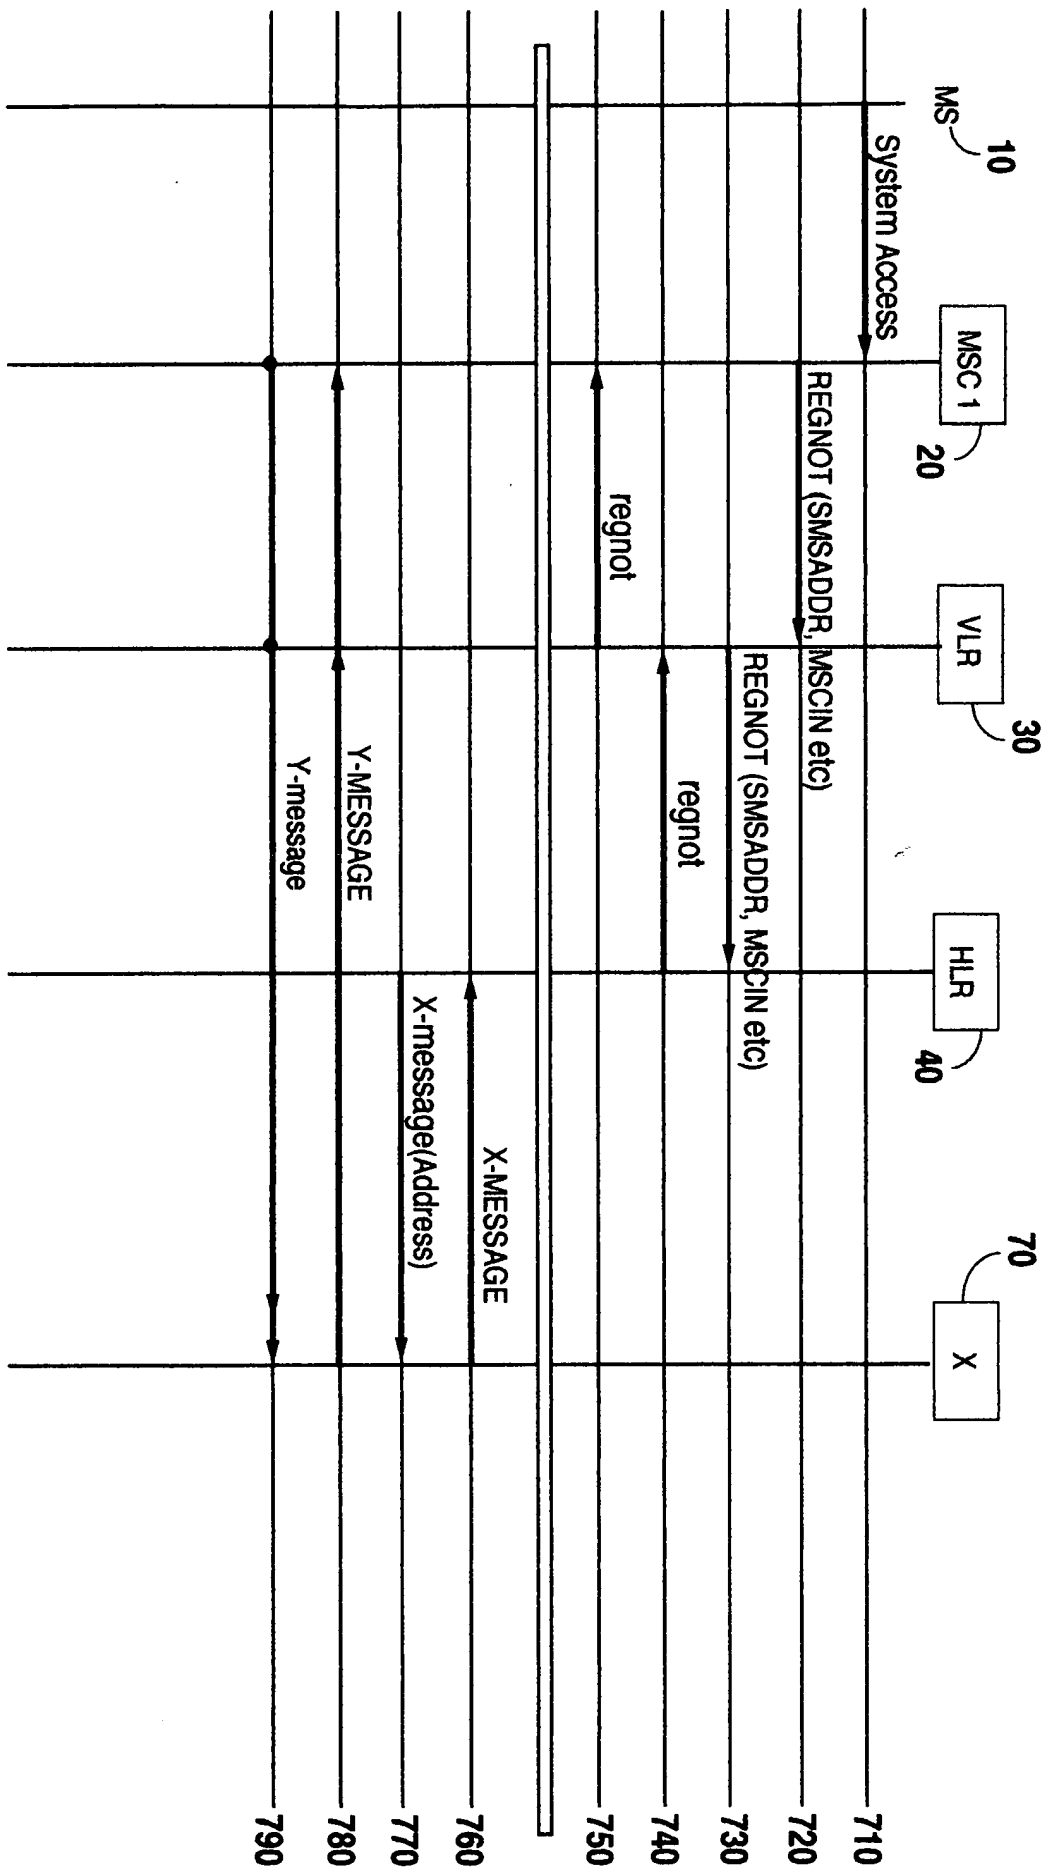 10
MS
MSC 1
20
VLR
30
HLR
40
70
X
System Access
710
REGNOT (SMSADDR, MSCIN etc)
720
REGNOT (SMSADDR, MSCIN etc)
730
regnot
740
regnot
750
X-MESSAGE
760
X-message(Address)
770
Y-MESSAGE
780
Y-message
790